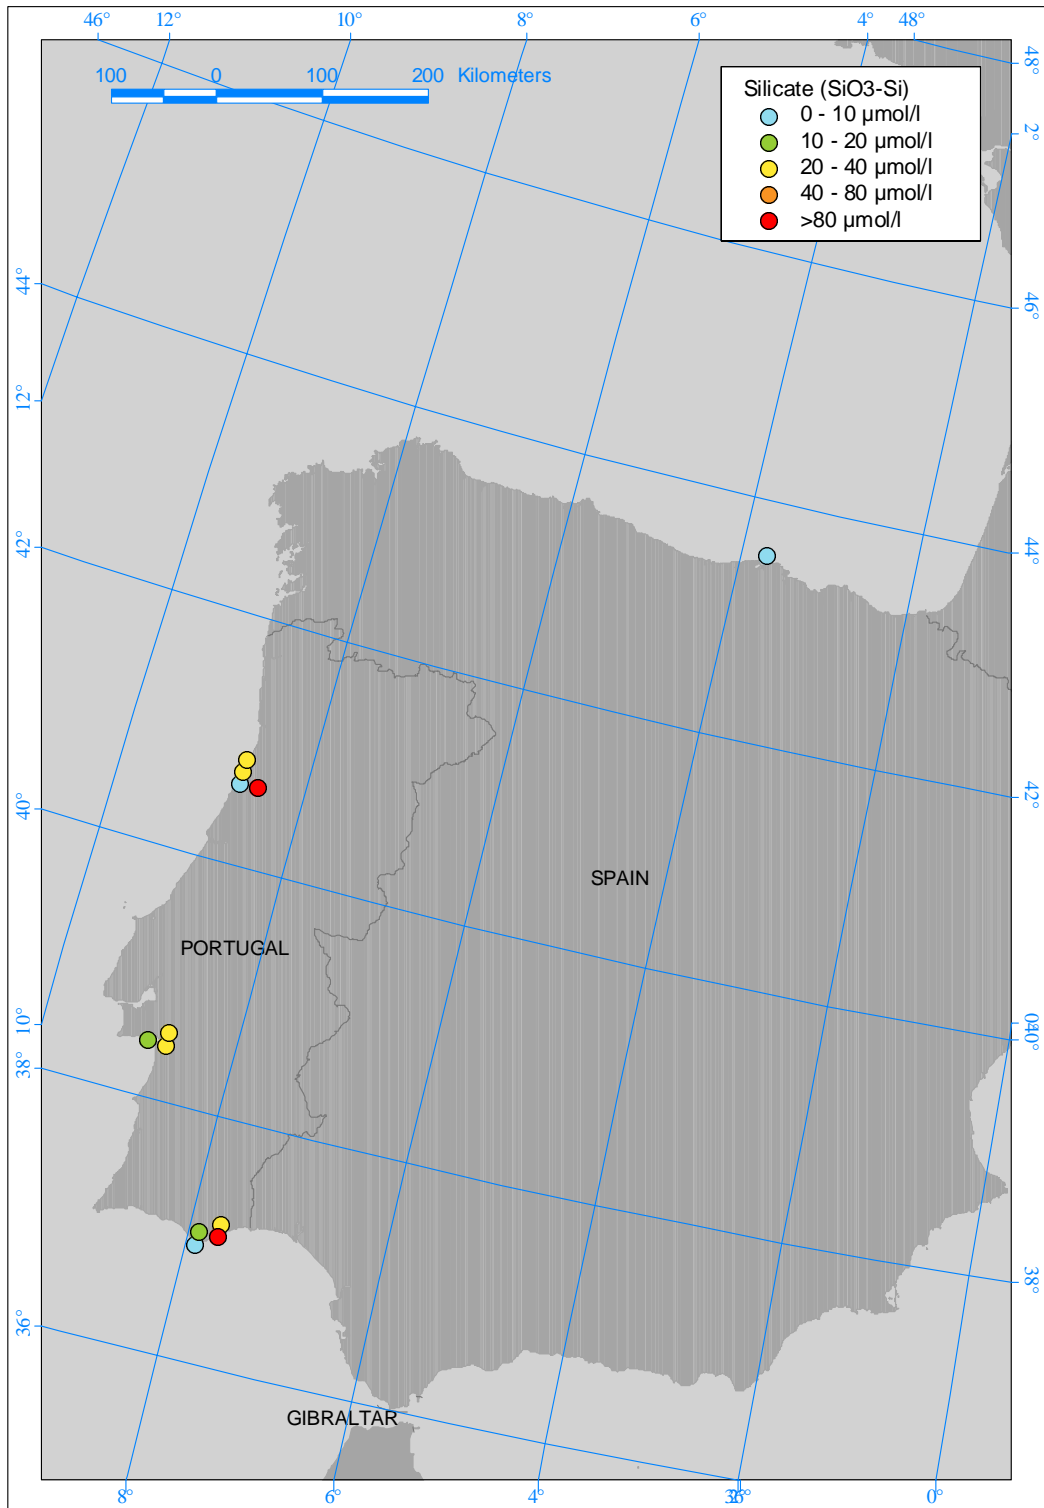 46° 12° 10° 8° 6° 4° 48°
100 0 100 200 Kilometers
Silicate (SiO3-Si)
0 - 10 µmol/l
10 - 20 µmol/l
20 - 40 µmol/l
40 - 80 µmol/l
>80 µmol/l
48°
2°
44°
46°
12°
42°
44°
40°
42°
SPAIN
PORTUGAL
10°
0°
40°
38°
38°
36°
GIBRALTAR
8° 6° 4° 0°